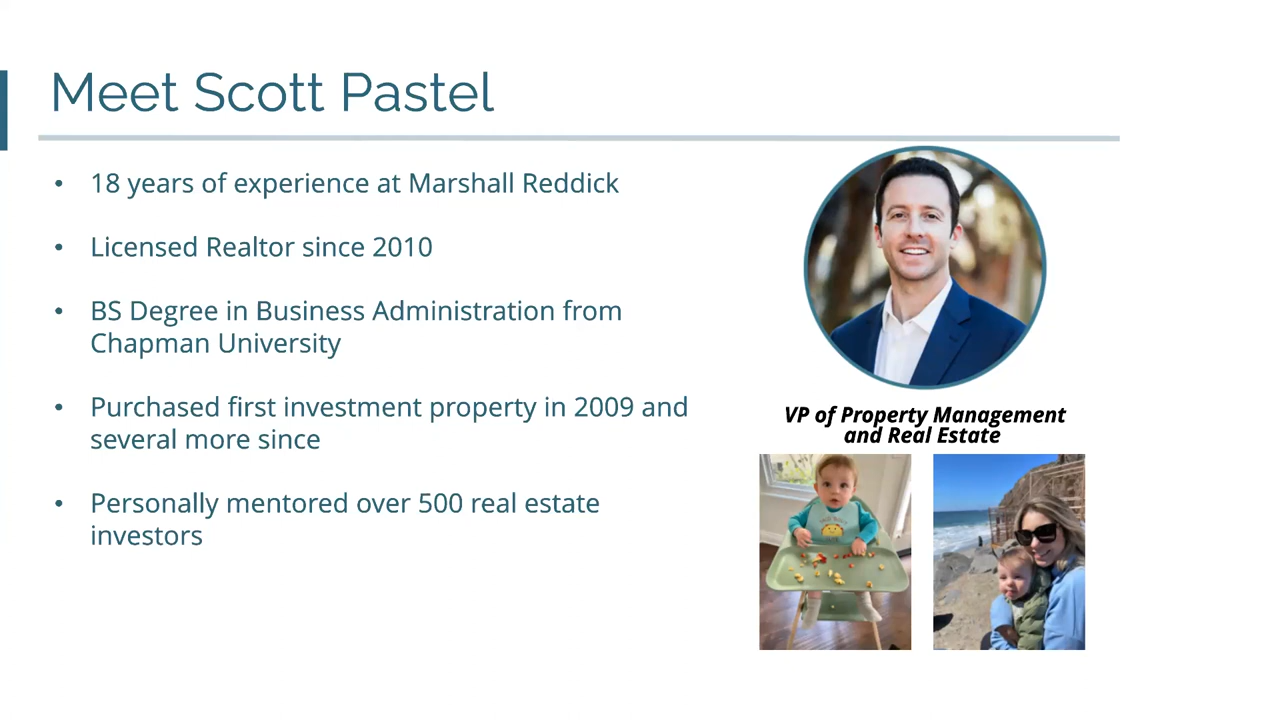 Meet Scott Pastel
• 18 years of experience at Marshall Reddick
• Licensed Realtor since 2010
• BS Degree in Business Administration from
Chapman University
• Purchased first investment property in 2009 and
several more since
• Personally mentored over 500 real estate
investors
VP of Property Management
and Real Estate